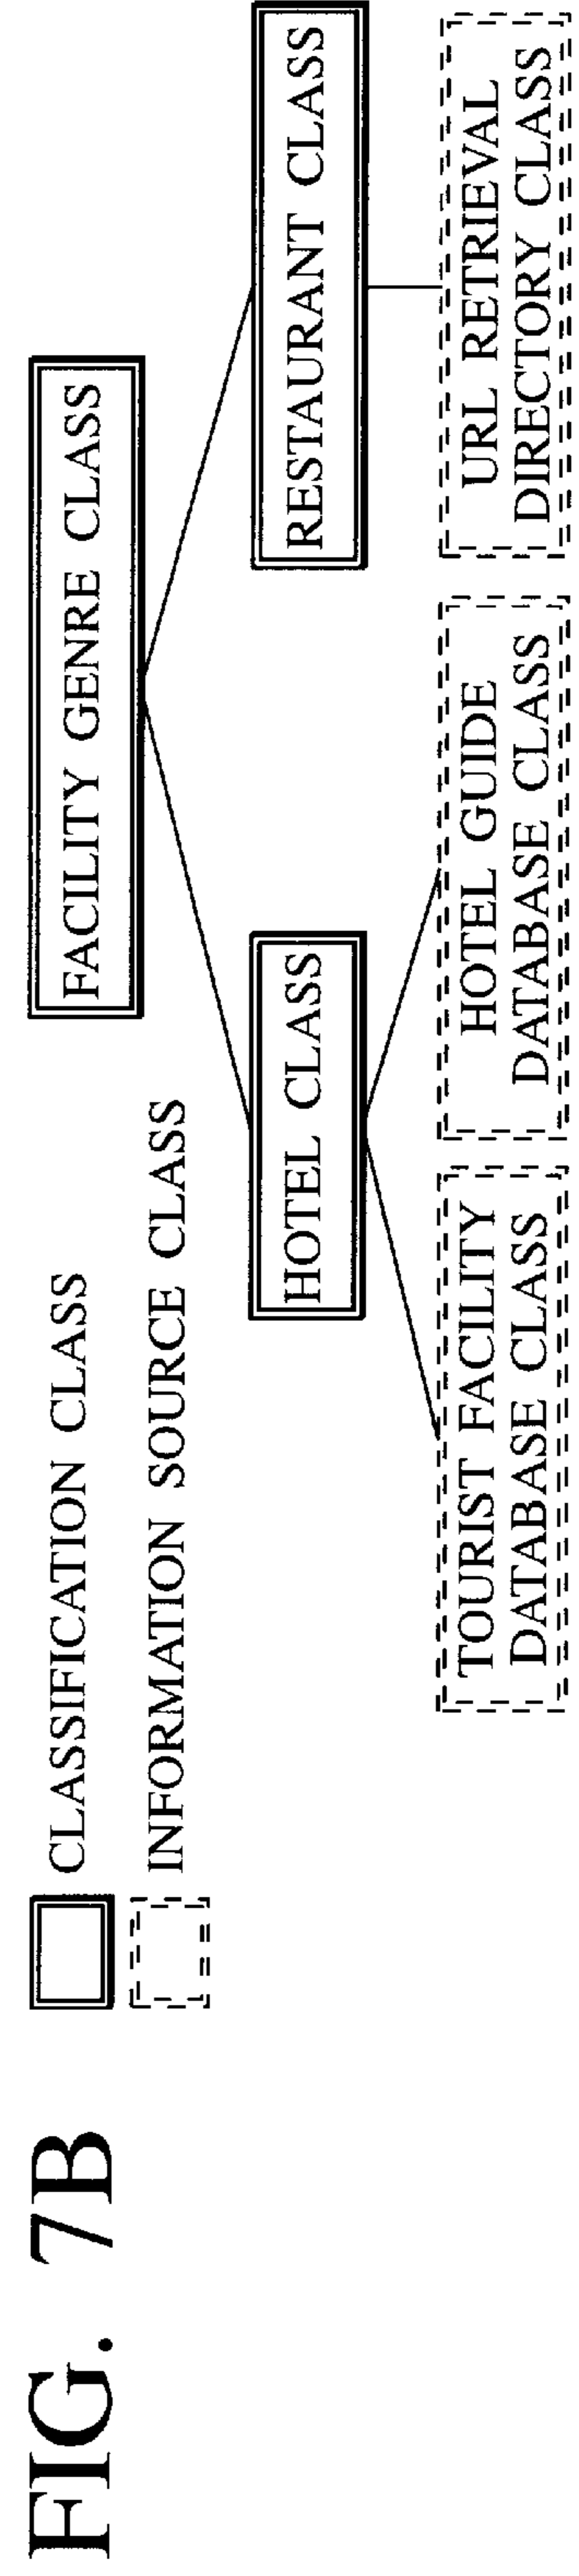 FIG. 7B
CLASSIFICATION CLASS
INFORMATION SOURCE CLASS
FACILITY GENRE CLASS
HOTEL CLASS
RESTAURANT CLASS
TOURIST FACILITY
DATABASE CLASS
HOTEL GUIDE
DATABASE CLASS
URL RETRIEVAL
DIRECTORY CLASS